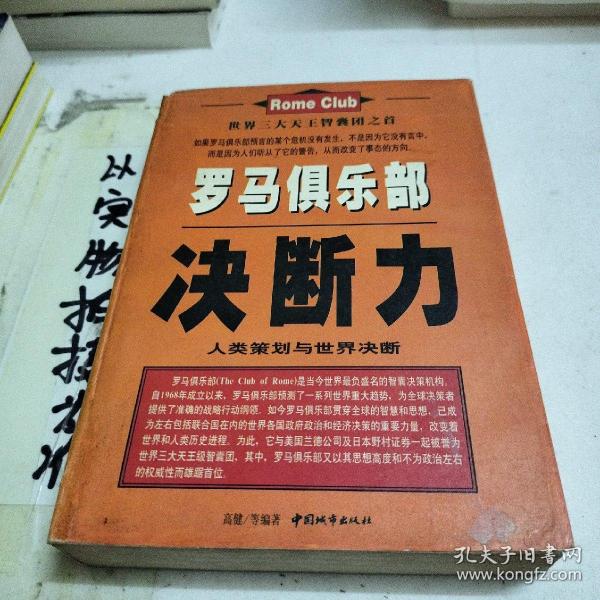 Rome Club
世界三大天王智囊团之首
如果罗马俱乐部预言的某个危机没有发生，不是因为它没有言中，
而是因为人们听从了它的警告，从而改变了事态的方向。
罗马俱乐部
决断力
人类策划与世界决断
罗马俱乐部(The Club of Rome)是当今世界最负盛名的智囊决策机构，
自1968年成立以来，罗马俱乐部预测了一系列世界重大趋势，为全球决策者
提供了准确的战略行动纲领。如今罗马俱乐部贯穿全球的智慧和思想，已成
为左右包括联合国在内的世界各国政府政治和经济决策的重要力量，改变着
世界和人类历史进程。为此，它与美国兰德公司及日本野村证券一起被誉为
世界三大天王级智囊团，其中，罗马俱乐部又以其思想高度和不为政治左右
的权威性而雄踞首位。
高健/等编著 中国城市出版社
以实物拍摄为准
孔夫子旧书网
www.kongfz.com